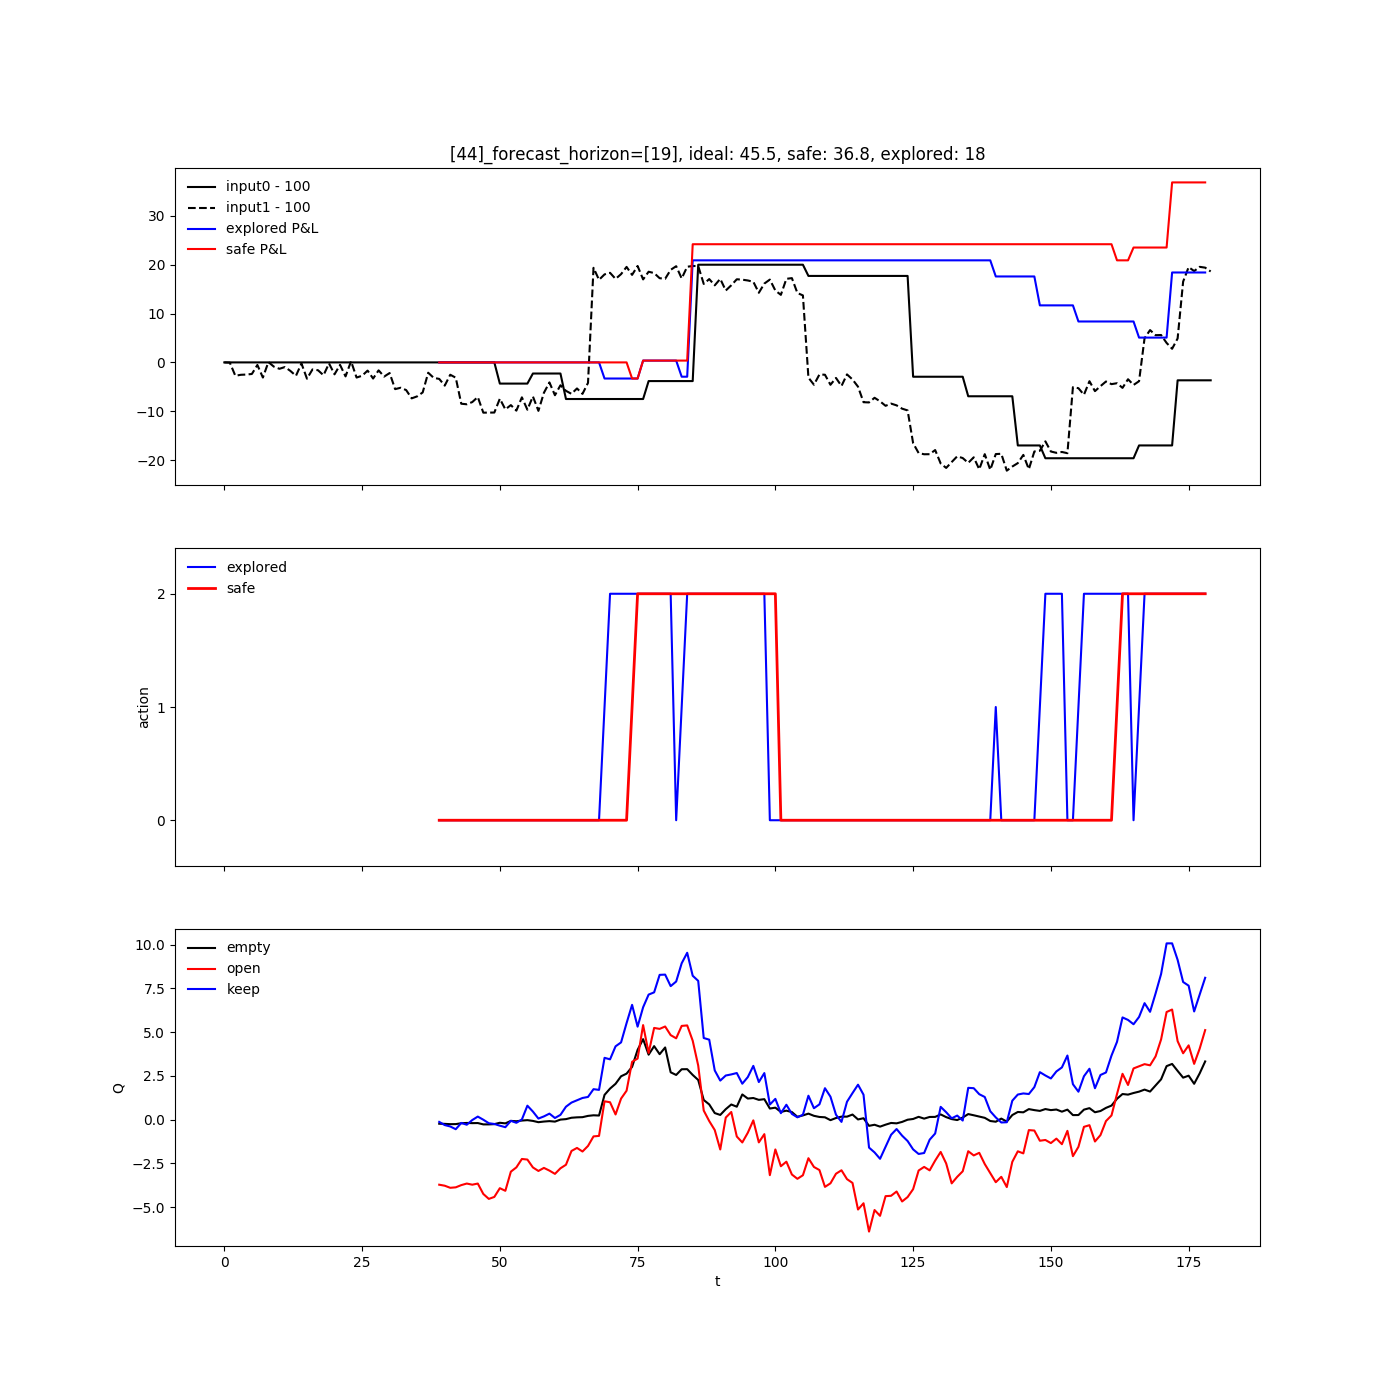 [44]_forecast_horizon=[19], ideal: 45.5, safe: 36.8, explored: 18
input0 - 100
input1 - 100
explored P&L
safe P&L
30
20
10
0
−10
−20
explored
safe
2
1
0
action
empty
open
keep
10.0
7.5
5.0
2.5
0.0
−2.5
−5.0
Q
0 25 50 75 100 125 150 175
t